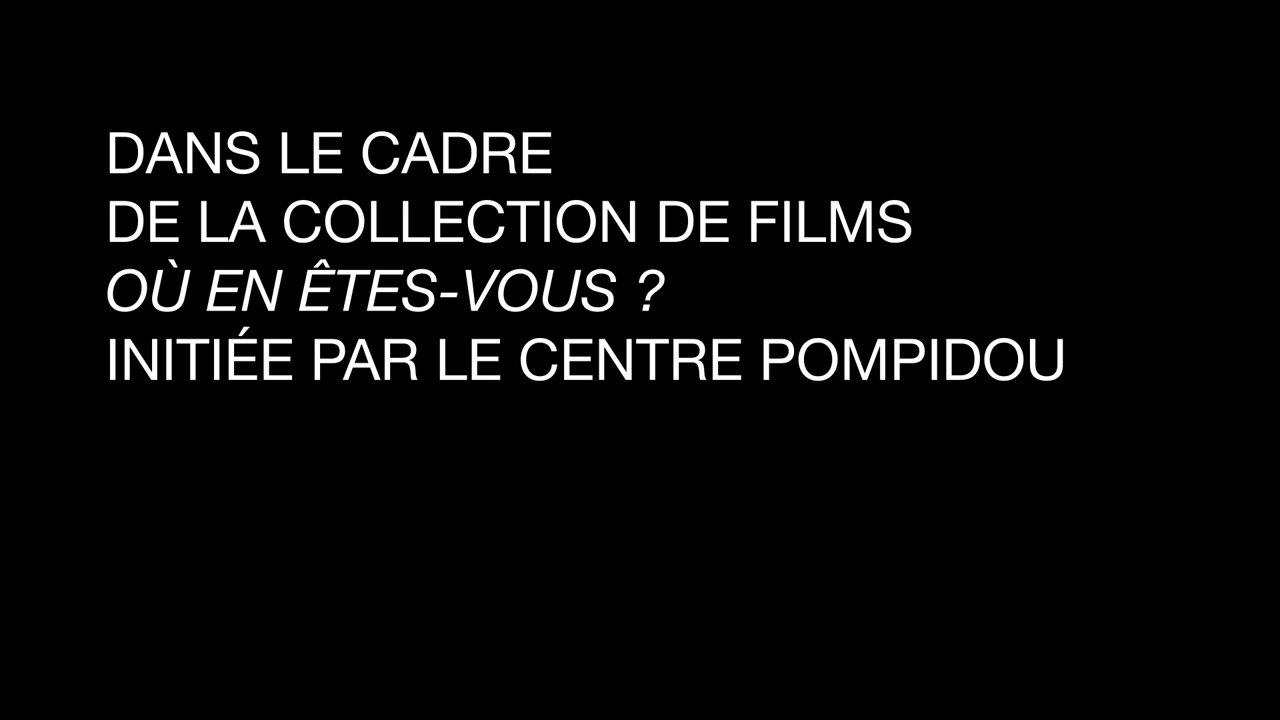 DANS LE CADRE
DE LA COLLECTION DE FILMS
OÙ EN ÊTES-VOUS ?
INITIÉE PAR LE CENTRE POMPIDOU